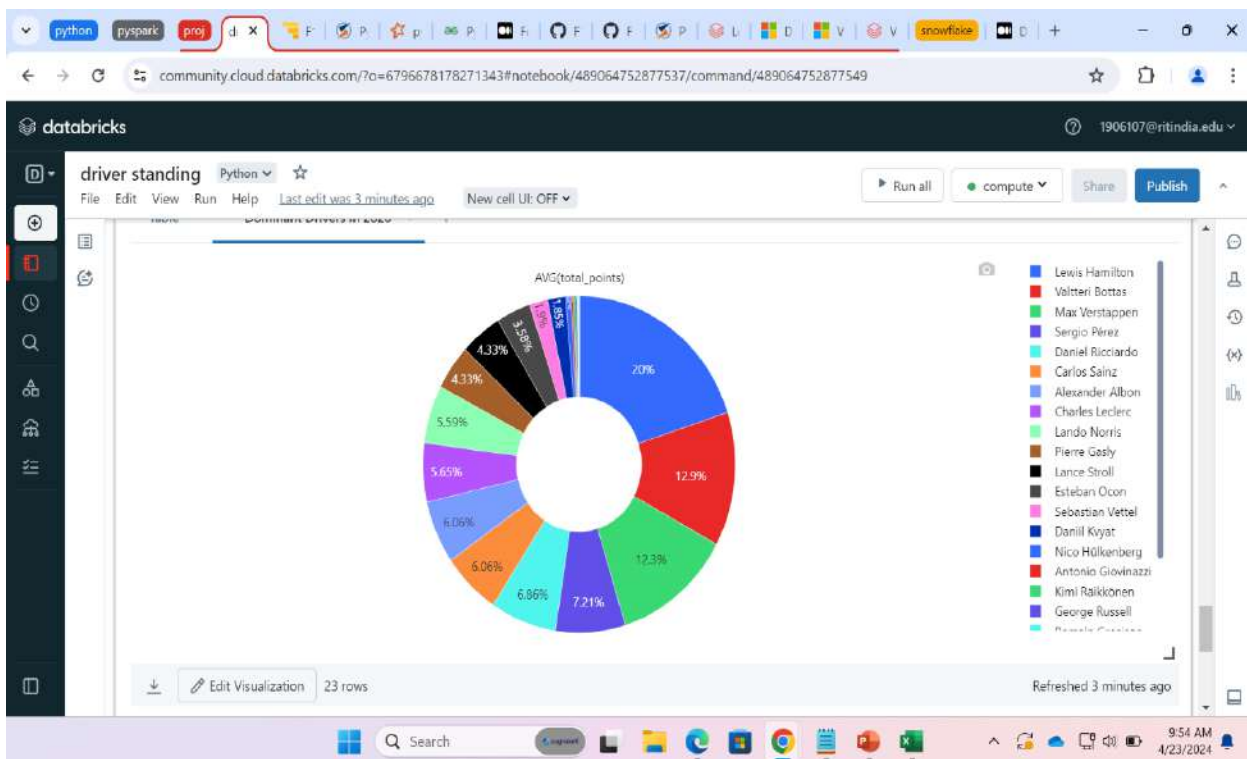 python
pyspark
proj
d
F
P
p
P
F
F
F
P
L
D
V
V
snowflake
D
community.cloud.databricks.com/?o=6796678178271343#notebook/489064752877537/command/489064752877549
databricks
1906107@ritindia.edu
D
driver standing Python
File Edit View Run Help Last edit was 3 minutes ago New cell UI: OFF
Run all
compute
Share
Publish
Table
Dominant Drivers in 2020
AVG(total_points)
20%
12.9%
12.3%
7.21%
6.86%
6.06%
6.06%
5.65%
5.59%
4.33%
4.33%
3.58%
1.9%
1.85%
Lewis Hamilton
Valtteri Bottas
Max Verstappen
Sergio Pérez
Daniel Ricciardo
Carlos Sainz
Alexander Albon
Charles Leclerc
Lando Norris
Pierre Gasly
Lance Stroll
Esteban Ocon
Sebastian Vettel
Daniil Kvyat
Nico Hülkenberg
Antonio Giovinazzi
Kimi Räikkönen
George Russell
Edit Visualization
23 rows
Refreshed 3 minutes ago
Search
9:54 AM
4/23/2024